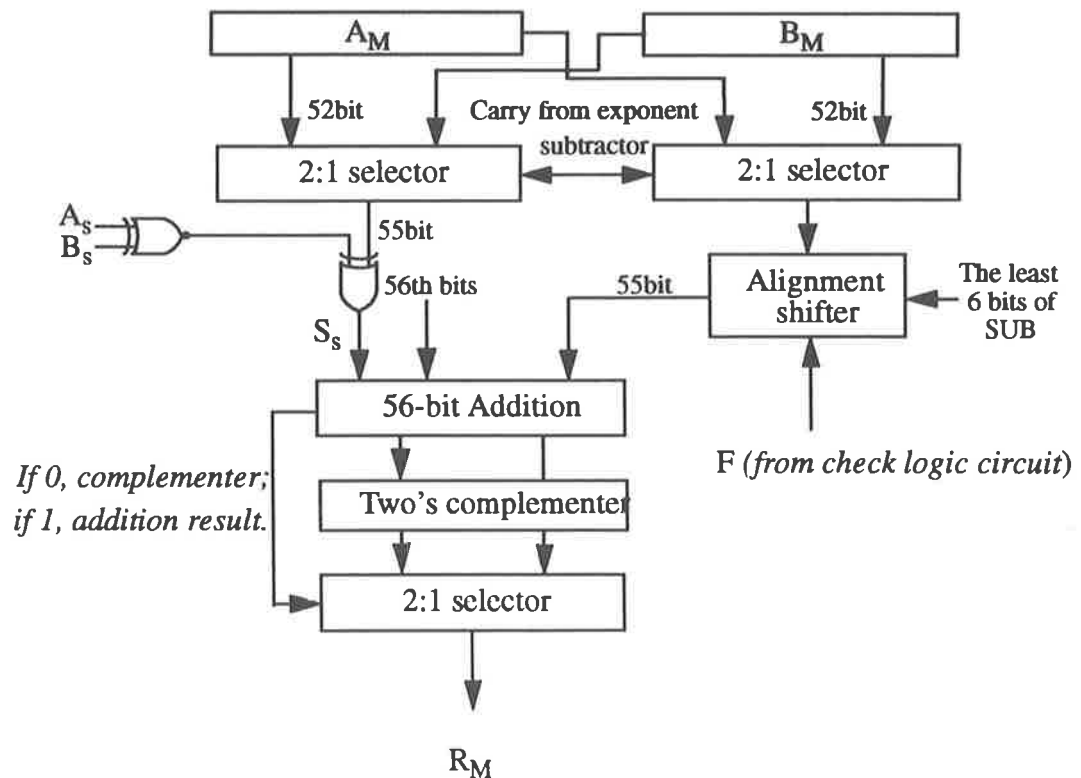 A_M
B_M
52bit
Carry from exponent
52bit
subtractor
2:1 selector
2:1 selector
A_s
B_s
55bit
56th bits
55bit
Alignment
shifter
The least
6 bits of
SUB
S_s
56-bit Addition
If 0, complementer;
if 1, addition result.
F (from check logic circuit)
Two's complementer
2:1 selector
R_M